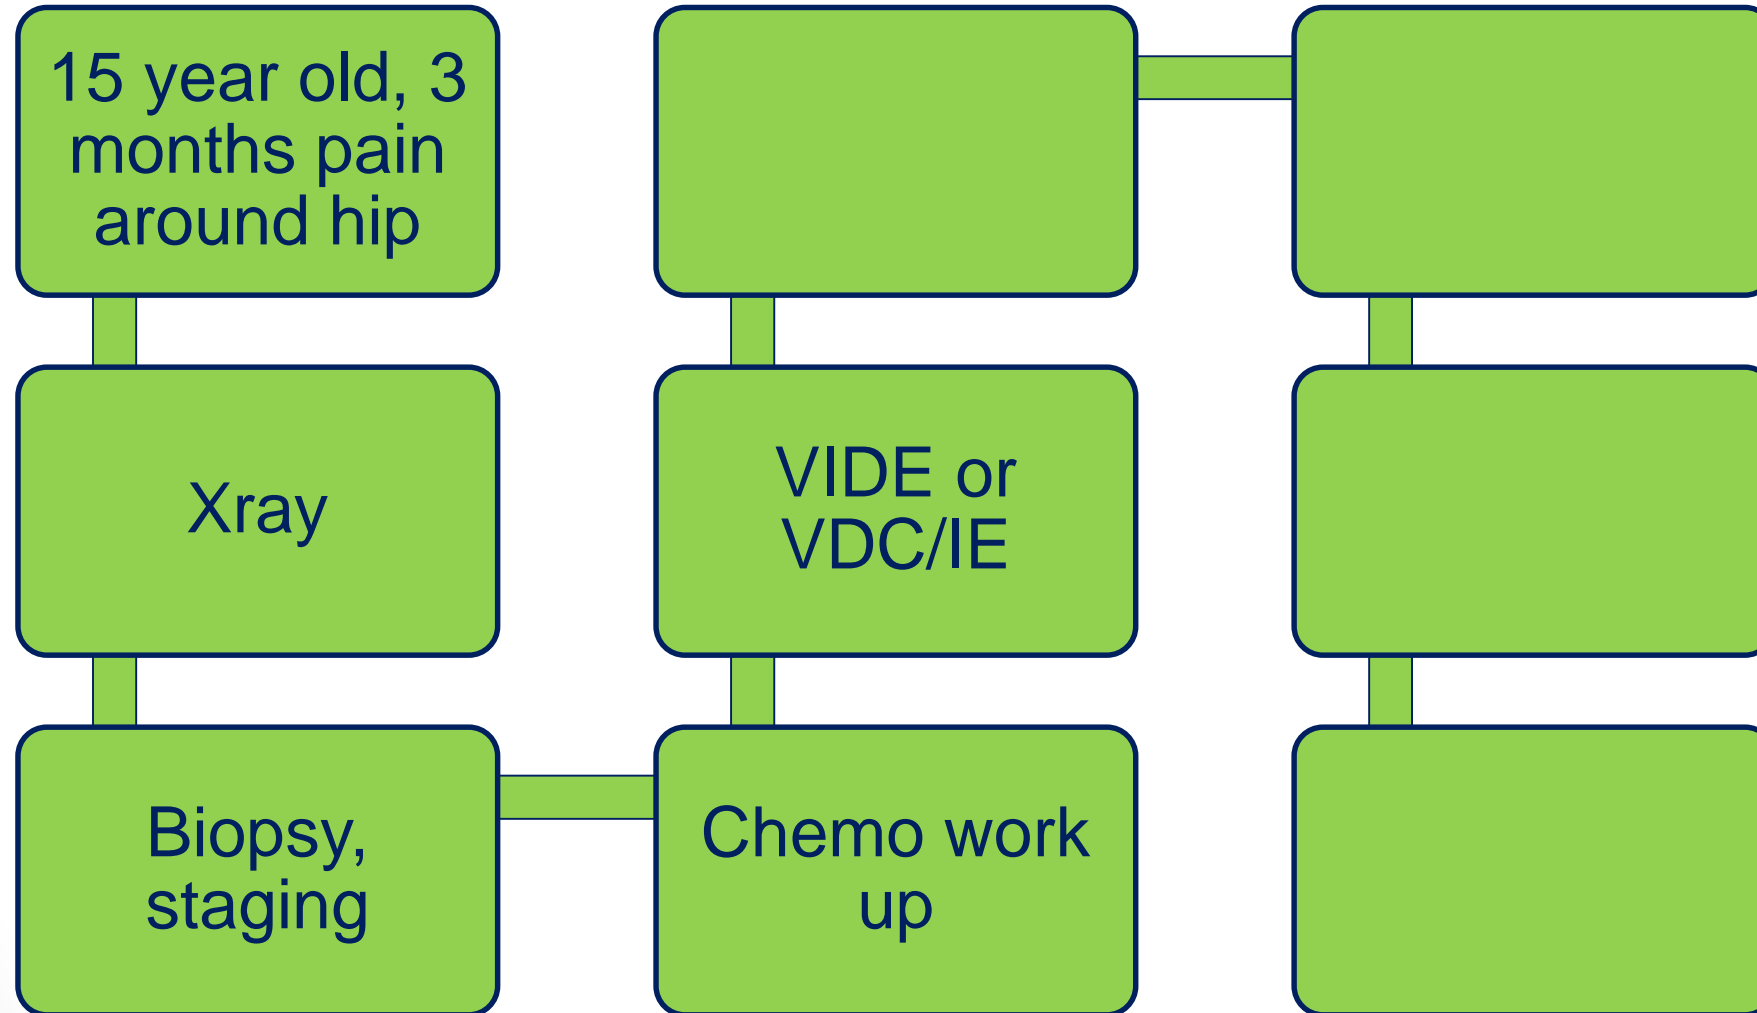 15 year old, 3
months pain
around hip
Xray
Biopsy,
staging
Chemo work
up
VIDE or
VDC/IE